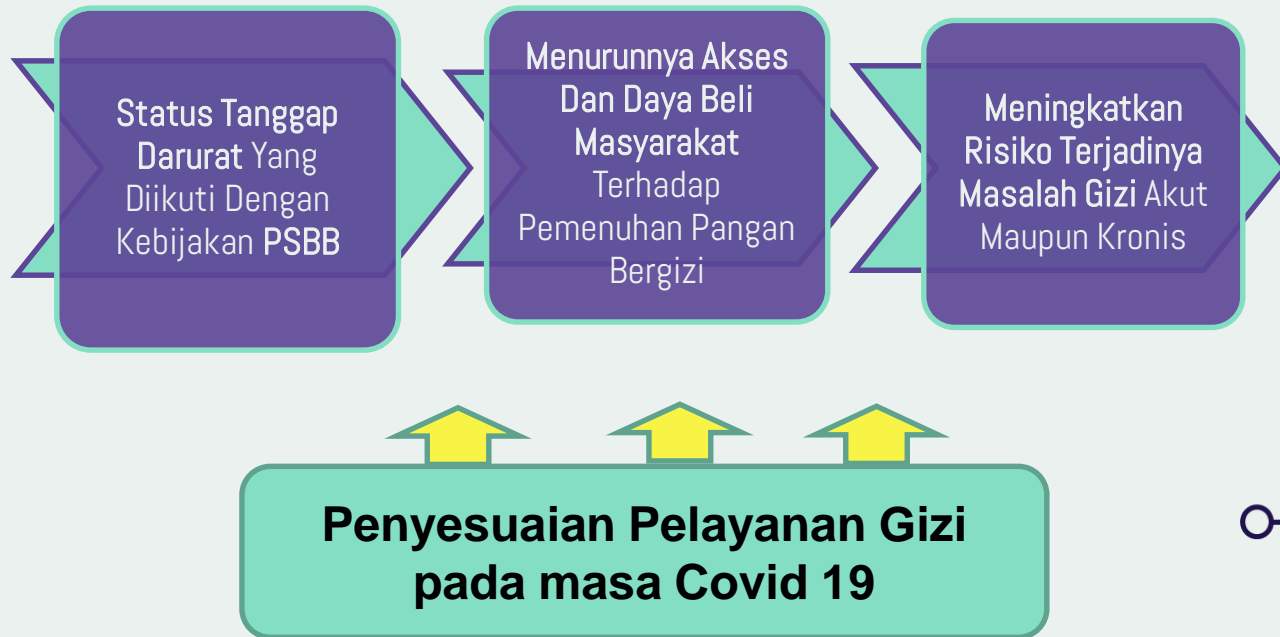 Status Tanggap
Darurat Yang
Diikuti Dengan
Kebijakan PSBB
Menurunnya Akses
Dan Daya Beli
Masyarakat
Terhadap
Pemenuhan Pangan
Bergizi
Meningkatkan
Risiko Terjadinya
Masalah Gizi Akut
Maupun Kronis
Penyesuaian Pelayanan Gizi
pada masa Covid 19